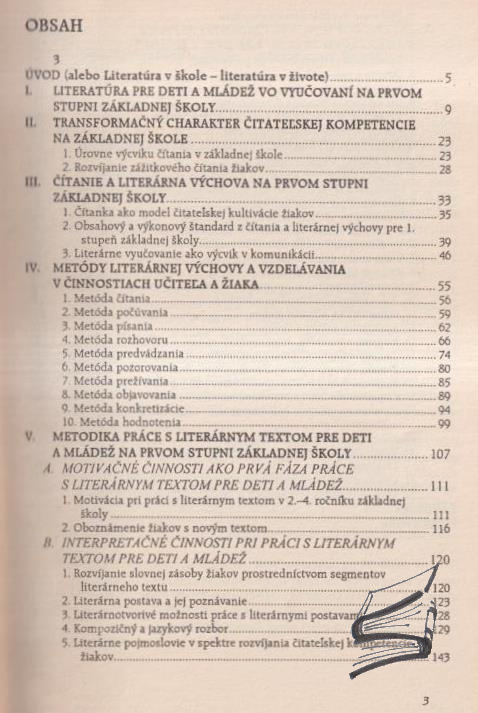 OBSAH
3
ÚVOD (alebo Literatúra v škole – literatúra v živote) 5
I. LITERATÚRA PRE DETI A MLÁDEŽ VO VYUČOVANÍ NA PRVOM
STUPNI ZÁKLADNEJ ŠKOLY 9
II. TRANSFORMAČNÝ CHARAKTER ČITATEĽSKEJ KOMPETENCIE
NA ZÁKLADNEJ ŠKOLE 23
1. Úrovne výcviku čítania v základnej škole 23
2. Rozvíjanie zážitkového čítania žiakov 28
III. ČÍTANIE A LITERÁRNA VÝCHOVA NA PRVOM STUPNI
ZÁKLADNEJ ŠKOLY 33
1. Čítanka ako model čitateľskej kultivácie žiakov 35
2. Obsahový a výkonový štandard z čítania a literárnej výchovy pre 1.
stupeň základnej školy 39
3. Literárne vyučovanie ako výcvik v komunikácii 46
IV. METÓDY LITERÁRNEJ VÝCHOVY A VZDELÁVANIA
V ČINNOSTIACH UČITEĽA A ŽIAKA 55
1. Metóda čítania 56
2. Metóda počúvania 59
3. Metóda písania 62
4. Metóda rozhovoru 66
5. Metóda predvádzania 74
6. Metóda pozorovania 80
7. Metóda prežívania 85
8. Metóda objavovania 89
9. Metóda konkretizácie 94
10. Metóda hodnotenia 99
V. METODIKA PRÁCE S LITERÁRNYM TEXTOM PRE DETI
A MLÁDEŽ NA PRVOM STUPNI ZÁKLADNEJ ŠKOLY 107
A. MOTIVAČNÉ ČINNOSTI AKO PRVÁ FÁZA PRÁCE
S LITERÁRNYM TEXTOM PRE DETI A MLÁDEŽ 111
1. Motivácia pri práci s literárnym textom v 2.–4. ročníku základnej
školy 111
2. Oboznámenie žiakov s novým textom 116
B. INTERPRETAČNÉ ČINNOSTI PRI PRÁCI S LITERÁRNYM
TEXTOM PRE DETI A MLÁDEŽ 120
1. Rozvíjanie slovnej zásoby žiakov prostredníctvom segmentov
literárneho textu 120
2. Literárna postava a jej poznávanie 123
3. Literárnotvorivé možnosti práce s literárnymi postavami 128
4. Kompozičný a jazykový rozbor 129
5. Literárne pojmoslovie v spektre rozvíjania čitateľskej kompetencie
žiakov 143
3